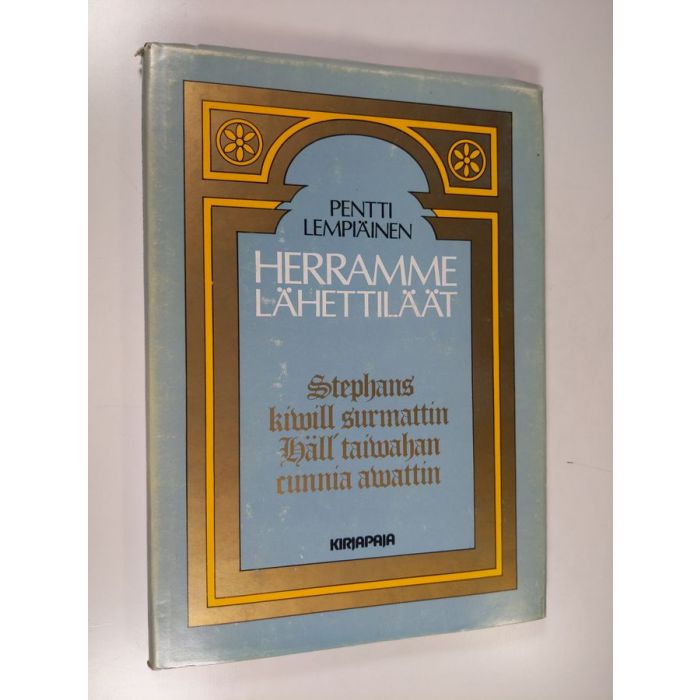 PENTTI
LEMPIÄINEN
HERRAMME
LÄHETTILÄÄT
Stephans
kiwill surmattin
Häll' taiwahan
cunnia awattin
KIRJAPAJA